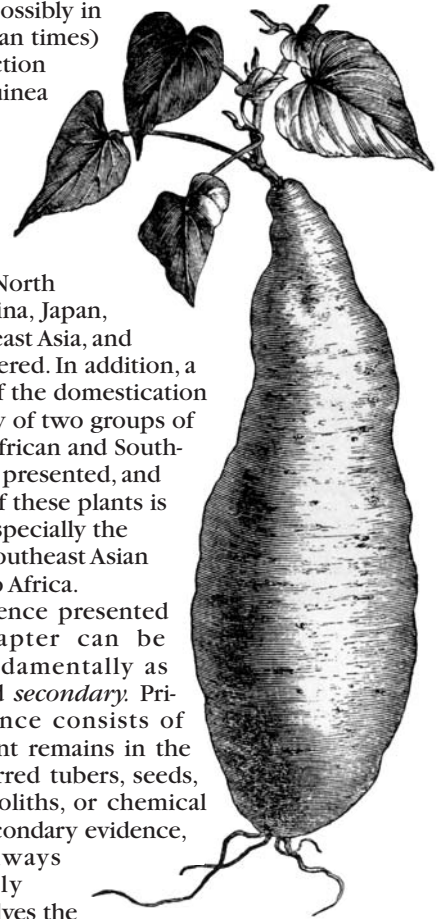 ossibly in
an times)
ction
uinea
North
ina, Japan,
east Asia, and
ered. In addition, a
f the domestication
y of two groups of
frican and South-
presented, and
f these plants is
specially the
outheast Asian
o Africa.
ence presented
apter can be
damentally as
d secondary. Pri-
nce consists of
nt remains in the
rred tubers, seeds,
oliths, or chemical
condary evidence,
ways
ly
lves the